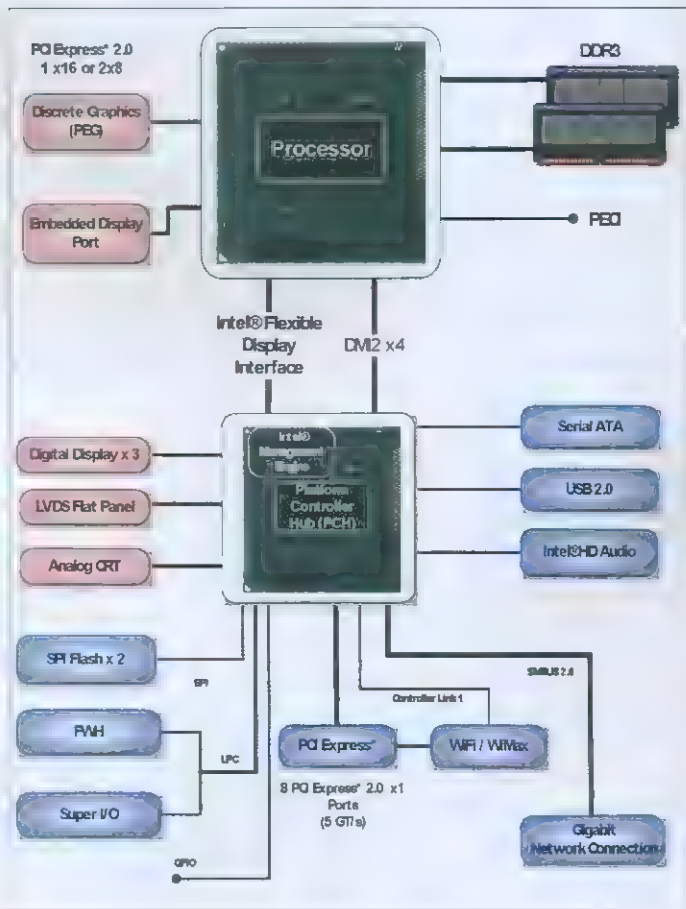 PCI Express* 2.0
1 x16 or 2x8
Discrete Graphics
(PEG)
Embedded Display
Port
Processor
DDR3
PECI
Intel® Flexible
Display
Interface
DMI2 x4
Intel®
Management
Engine
Platform
Controller
Hub (PCH)
Digital Display x 3
LVDS Flat Panel
Analog CRT
Serial ATA
USB 2.0
Intel® HD Audio
SPI Flash x 2
SPI
FWH
LPC
Super I/O
GPIO
Controller Link 1
SMBUS 2.0
PCI Express*
WiFi / WiMax
8 PCI Express* 2.0 x1
Ports
(5 GT/s)
Gigabit
Network Connection